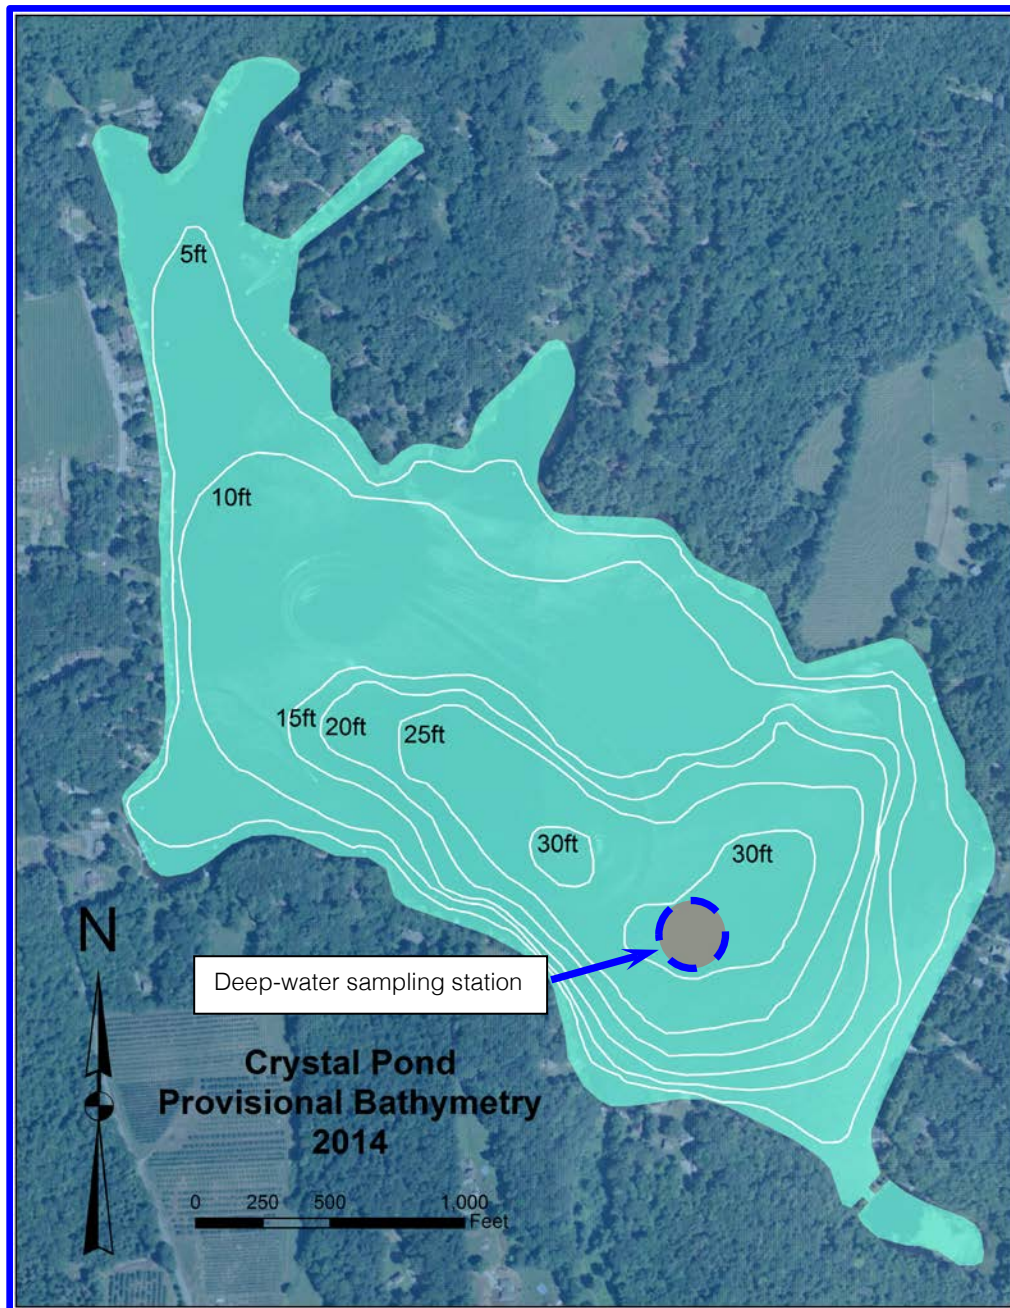 5ft
10ft
15ft
20ft
25ft
30ft
30ft
N
Deep-water sampling station
Crystal Pond
Provisional Bathymetry
2014
0 250 500 1,000
Feet